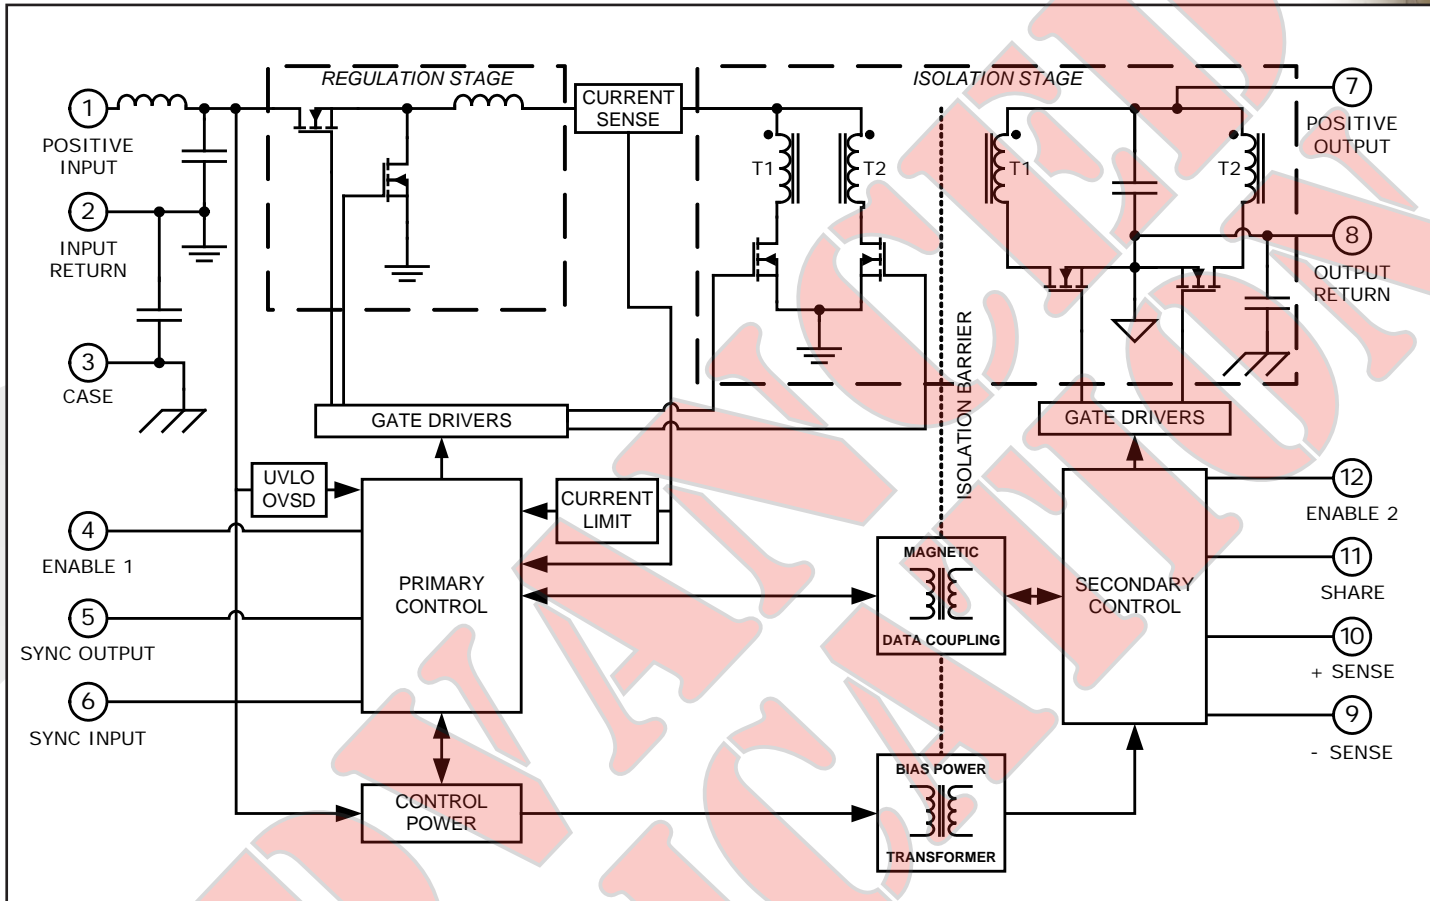 REGULATION STAGE
ISOLATION STAGE
1
POSITIVE
INPUT
CURRENT
SENSE
7
POSITIVE
OUTPUT
T1
T2
T1
T2
2
INPUT
RETURN
8
OUTPUT
RETURN
3
CASE
GATE DRIVERS
ISOLATION BARRIER
GATE DRIVERS
UVLO
OVSD
CURRENT
LIMIT
4
ENABLE 1
12
ENABLE 2
PRIMARY
CONTROL
MAGNETIC
DATA COUPLING
SECONDARY
CONTROL
11
SHARE
5
SYNC OUTPUT
10
+ SENSE
6
SYNC INPUT
9
- SENSE
CONTROL
POWER
BIAS POWER
TRANSFORMER